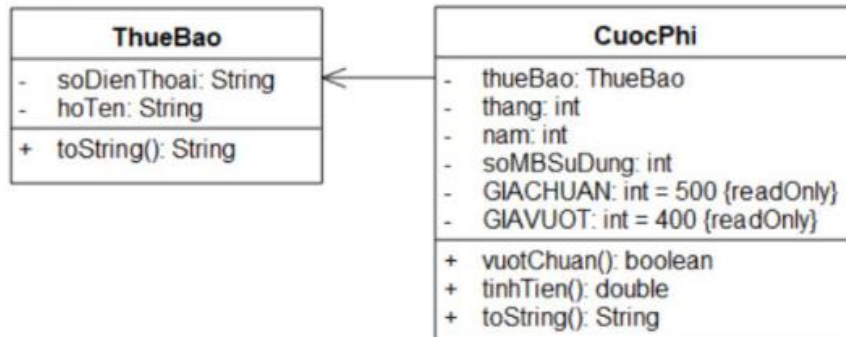 ThueBao
- soDienThoai: String
- hoTen: String
+ toString(): String
CuocPhi
- thueBao: ThueBao
- thang: int
- nam: int
- soMBSuDung: int
- GIACHUAN: int = 500 {readOnly}
- GIAVUOT: int = 400 {readOnly}
+ vuotChuan(): boolean
+ tinhTien(): double
+ toString(): String